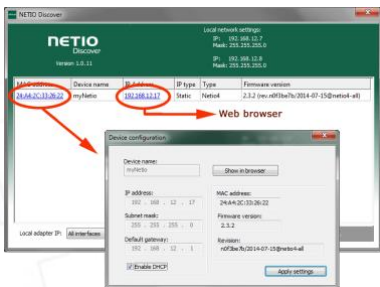 NETIO Discover
NETIO
Discover
Version 1.0.11
Local network settings:
IP: 192.168.12.7
Mask: 255.255.255.0
IP: 192.168.12.8
Mask: 255.255.255.0
MAC address Device name IP Address IP type Type Firmware version
24:A4:2C:33:26:22 myNetio 192.168.12.17 Static Netio4 2.3.2 (rev.n0f3be7b/2014-07-15@netio4-all)
Web browser
Device configuration
Device name:
myNetio
Show in browser
IP address:
192 . 168 . 12 . 17
MAC address:
24:A4:2C:33:26:22
Subnet mask:
255 . 255 . 255 . 0
Firmware version:
2.3.2
Default gateway:
192 . 168 . 12 . 1
Revision:
n0f3be7b/2014-07-15@netio4-all
Enable DHCP
Apply settings
Local adapter IP: All interfaces